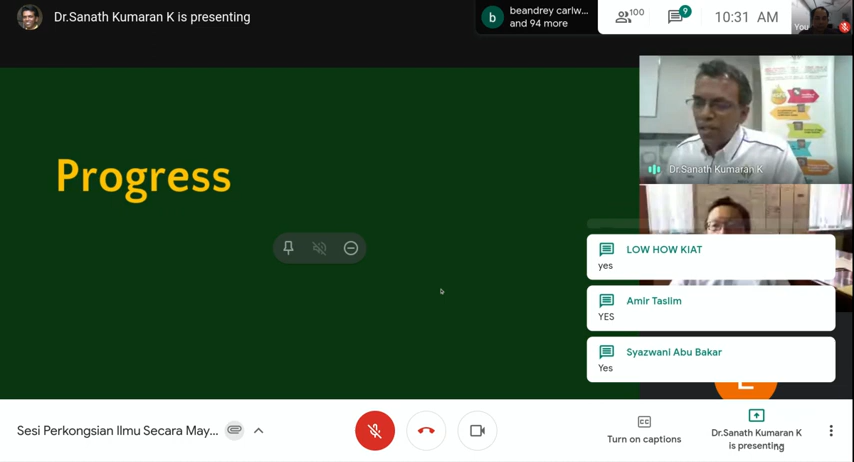 Dr.Sanath Kumaran K is presenting
b
beandrey carlw...
and 94 more
100
9
10:31 AM
You
Progress
Dr.Sanath Kumaran K
LOW HOW KIAT
yes
Amir Taslim
YES
Syazwani Abu Bakar
Yes
Sesi Perkongsian Ilmu Secara May...
CC
Turn on captions
Dr.Sanath Kumaran K
is presenting